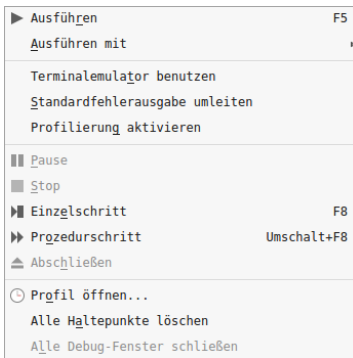 Ausführen F5
Ausführen mit
Terminalemulator benutzen
Standardfehlerausgabe umleiten
Profilierung aktivieren
Pause
Stop
Einzelschritt F8
Prozedurschritt Umschalt+F8
Abschließen
Profil öffnen...
Alle Haltepunkte löschen
Alle Debug-Fenster schließen